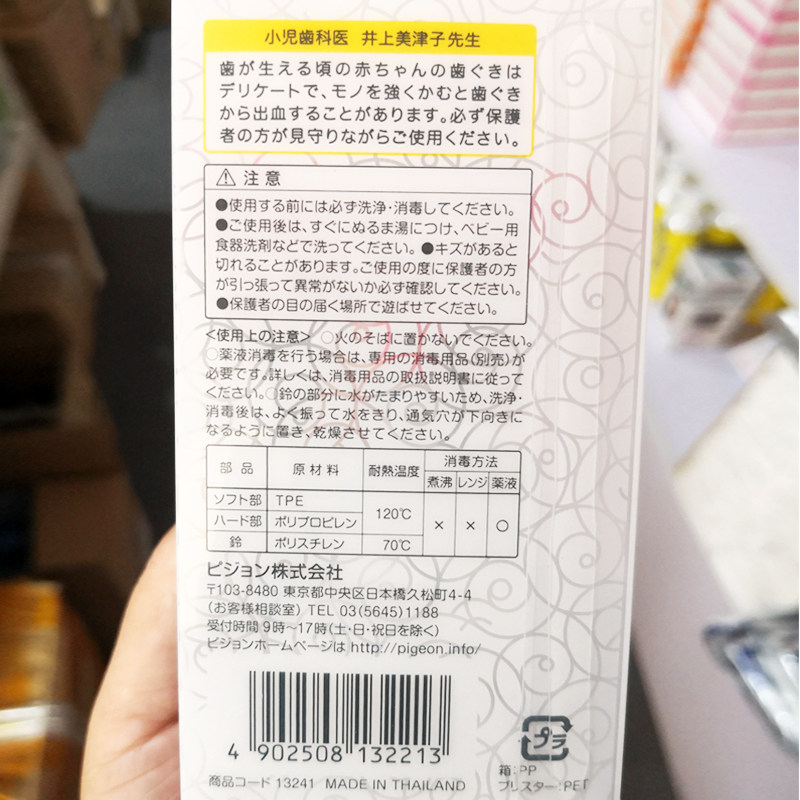 小児歯科医 井上美津子先生
歯が生える頃の赤ちゃんの歯ぐきは
デリケートで、モノを強くかむと歯ぐき
から出血することがあります。必ず保護
者の方が見守りながらご使用ください。
注意
●使用する前には必ず洗浄・消毒してください。
●ご使用後は、すぐにぬるま湯につけ、ベビー用
食器洗剤などで洗ってください。●キズがあると
切れることがあります。ご使用の度に保護者の方
が引っ張って異常がないか必ず確認してください。
●保護者の目の届く場所で遊ばせてください。
<使用上の注意> ○火のそばに置かないでください。
○薬液消毒を行う場合は、専用の消毒用品(別売)が
必要です。詳しくは、消毒用品の取扱説明書に従って
ください。○鈴の部分に水がたまりやすいため、洗浄・
消毒後は、よく振って水をきり、通気穴が下向きに
なるように置き、乾燥させてください。
部品 原材料 耐熱温度 消毒方法
煮沸 レンジ 薬液
ソフト部 TPE 120℃ × × ○
ハード部 ポリプロピレン
鈴 ポリスチレン 70℃
ピジョン株式会社
〒103-8480 東京都中央区日本橋久松町4-4
(お客様相談室) TEL 03(5645)1188
受付時間 9時~17時(土・日・祝日を除く)
ピジョンホームページは http://pigeon.info/
4 902508 132213
プラ
箱:PP
商品コード 13241 MADE IN THAILAND
ブリスター:PET